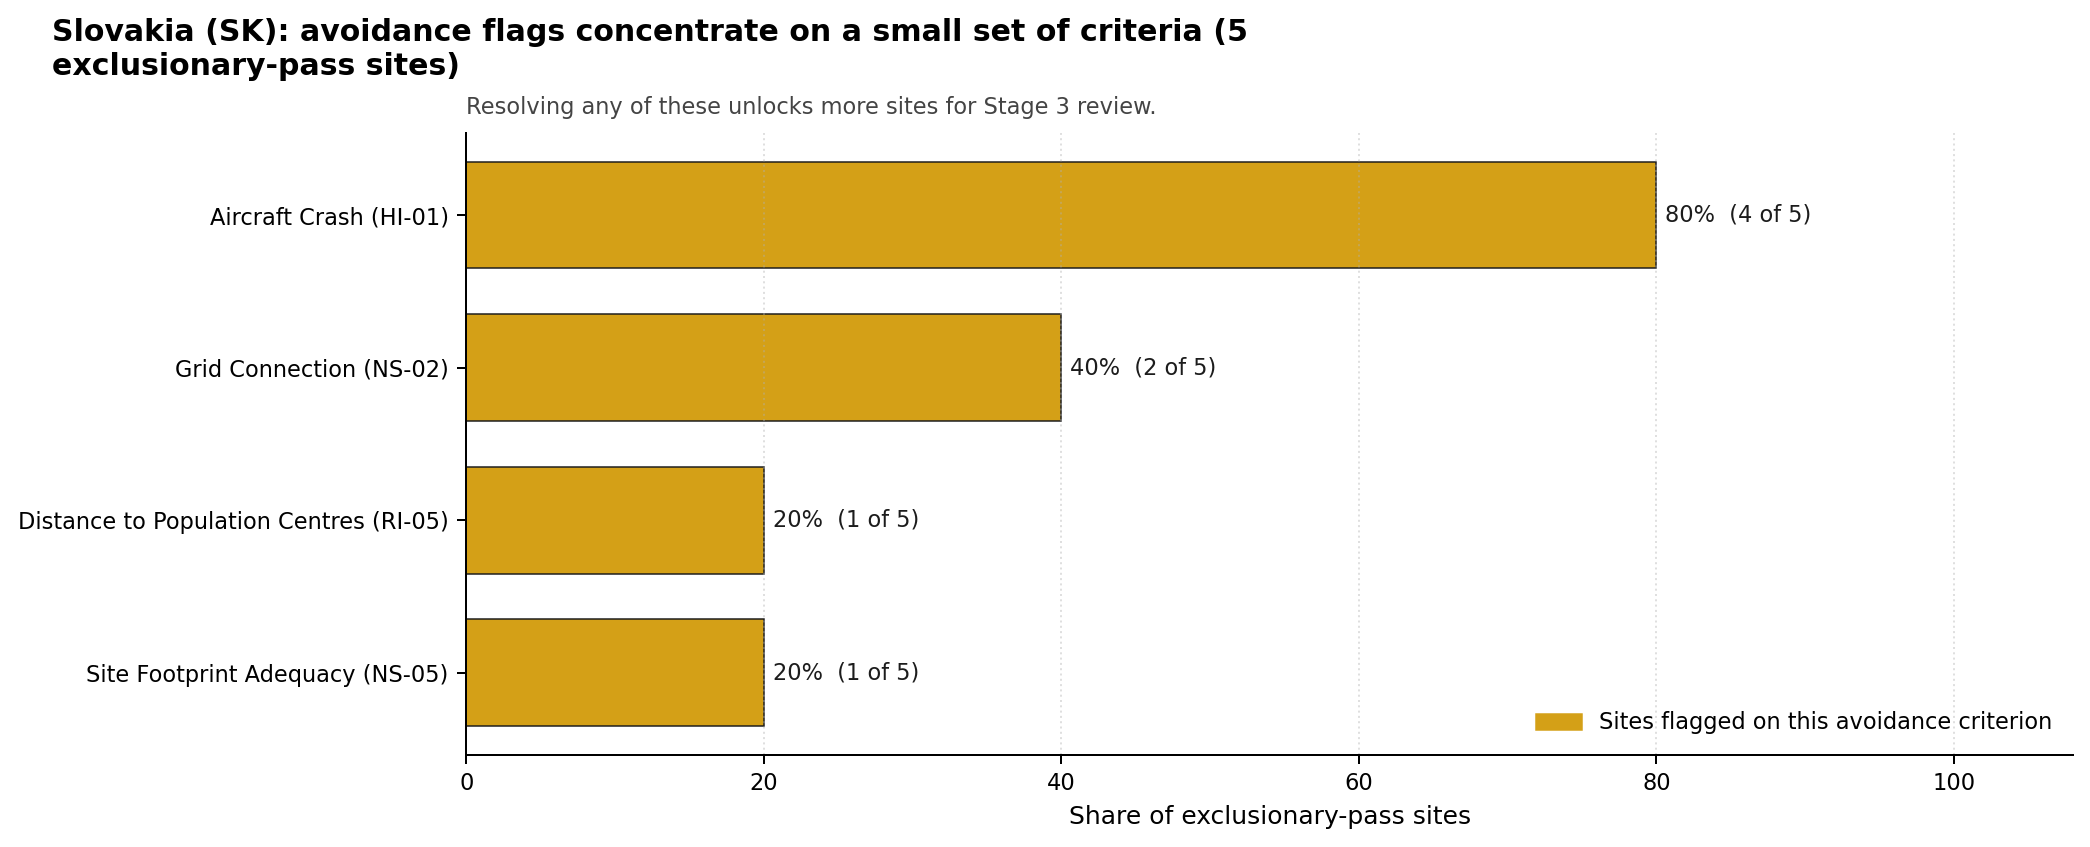 Slovakia (SK): avoidance flags concentrate on a small set of criteria (5
exclusionary-pass sites)
Resolving any of these unlocks more sites for Stage 3 review.
Aircraft Crash (HI-01)
80%  (4 of 5)
Grid Connection (NS-02)
40%  (2 of 5)
Distance to Population Centres (RI-05)
20%  (1 of 5)
Site Footprint Adequacy (NS-05)
20%  (1 of 5)
Sites flagged on this avoidance criterion
0 20 40 60 80 100
Share of exclusionary-pass sites